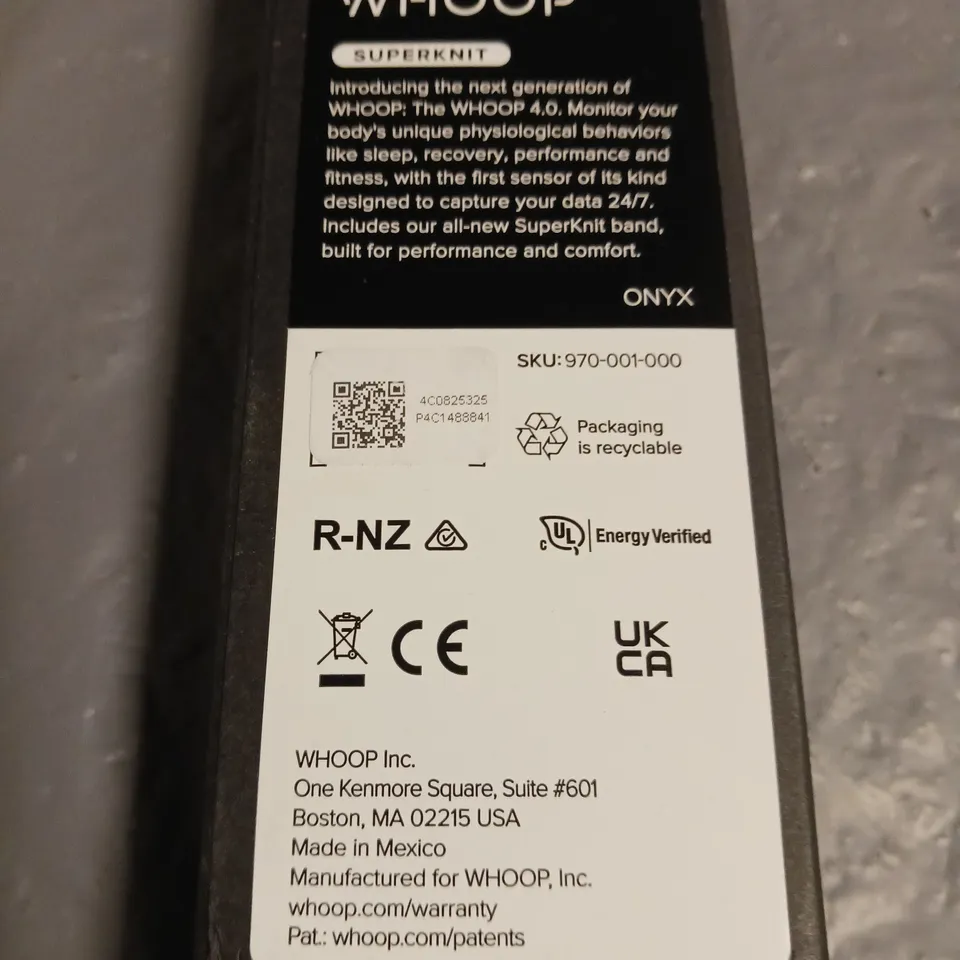 WHOOP
SUPERKNIT
Introducing the next generation of
WHOOP: The WHOOP 4.0. Monitor your
body's unique physiological behaviors
like sleep, recovery, performance and
fitness, with the first sensor of its kind
designed to capture your data 24/7.
Includes our all-new SuperKnit band,
built for performance and comfort.
ONYX
SKU: 970-001-000
4C0825325
P4C1488841
Packaging
is recyclable
R-NZ
c UL Energy Verified
CE
UK
CA
WHOOP Inc.
One Kenmore Square, Suite #601
Boston, MA 02215 USA
Made in Mexico
Manufactured for WHOOP, Inc.
whoop.com/warranty
Pat.: whoop.com/patents